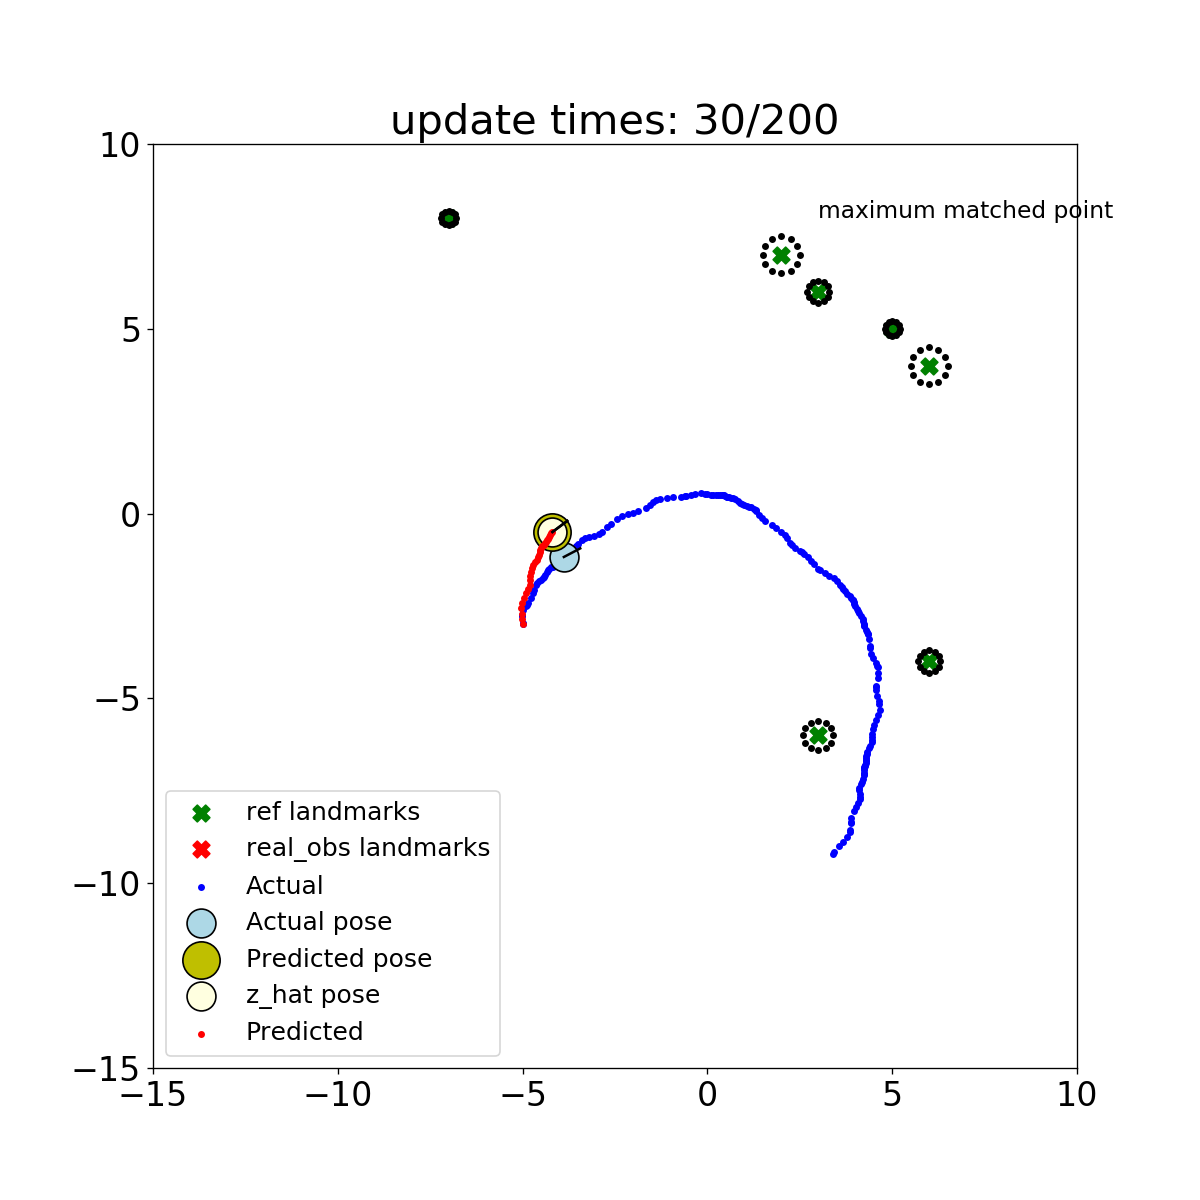 update times: 30/200
10
maximum matched point
5
0
−5
−10
−15
ref landmarks
real_obs landmarks
Actual
Actual pose
Predicted pose
z_hat pose
Predicted
−15 −10 −5 0 5 10